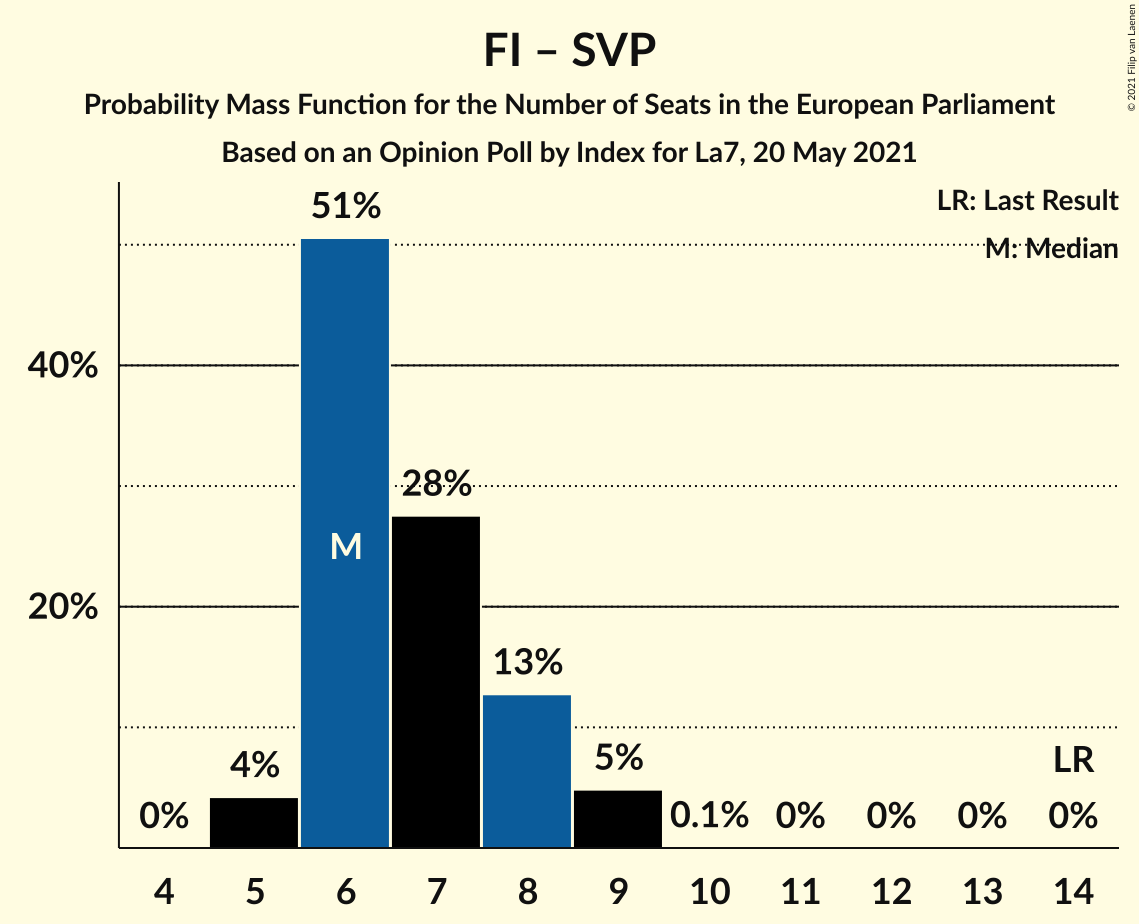 FI – SVP
Probability Mass Function for the Number of Seats in the European Parliament
Based on an Opinion Poll by Index for La7, 20 May 2021
© 2021 Filip van Laenen
LR: Last Result
M: Median
51%
40%
28%
M
20%
13%
4%
5%
LR
0%
0.1%
0%
0%
0%
0%
4 5 6 7 8 9 10 11 12 13 14